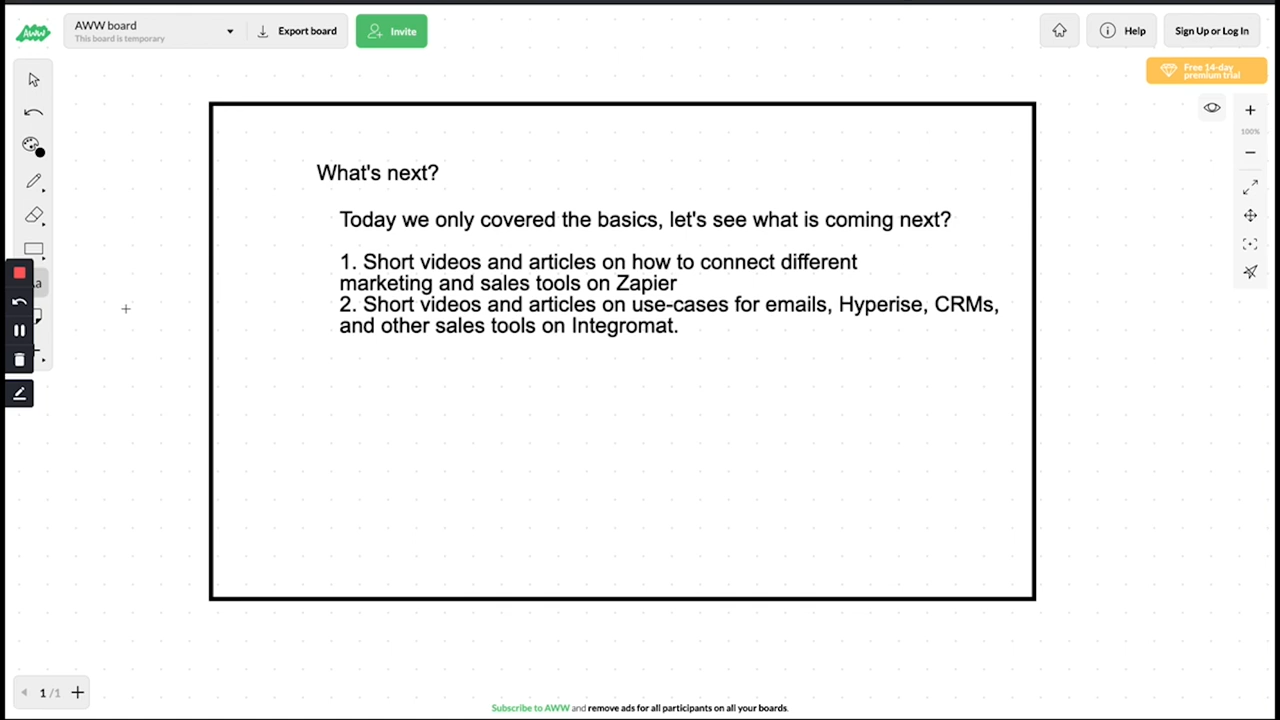 AWW
AWW board
This board is temporary
Export board
Invite
Help
Sign Up or Log In
Free 14-day
premium trial
100%
What's next?
Today we only covered the basics, let's see what is coming next?
1. Short videos and articles on how to connect different
marketing and sales tools on Zapier
2. Short videos and articles on use-cases for emails, Hyperise, CRMs,
and other sales tools on Integromat.
1 /1
Subscribe to AWW and remove ads for all participants on all your boards.